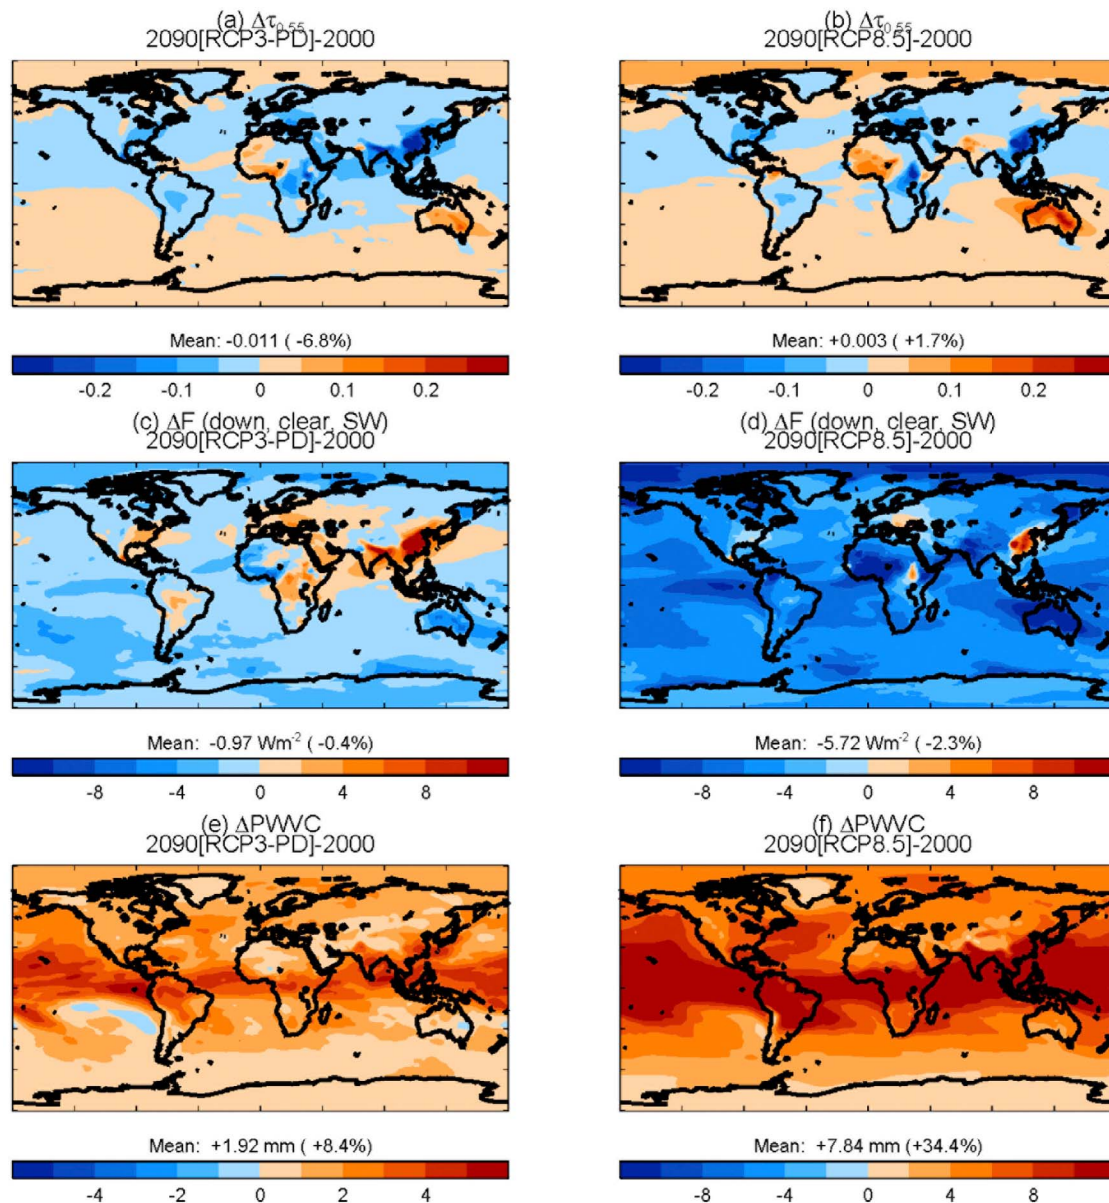 (a) Δτ0.55
2090[RCP3-PD]-2000
(b) Δτ0.55
2090[RCP8.5]-2000
Mean: -0.011 ( -6.8%)
-0.2 -0.1 0 0.1 0.2
Mean: +0.003 ( +1.7%)
-0.2 -0.1 0 0.1 0.2
(c) ΔF (down, clear, SW)
2090[RCP3-PD]-2000
(d) ΔF (down, clear, SW)
2090[RCP8.5]-2000
Mean: -0.97 Wm-2 ( -0.4%)
-8 -4 0 4 8
Mean: -5.72 Wm-2 ( -2.3%)
-8 -4 0 4 8
(e) ΔPWVC
2090[RCP3-PD]-2000
(f) ΔPWVC
2090[RCP8.5]-2000
Mean: +1.92 mm ( +8.4%)
-4 -2 0 2 4
Mean: +7.84 mm (+34.4%)
-8 -4 0 4 8